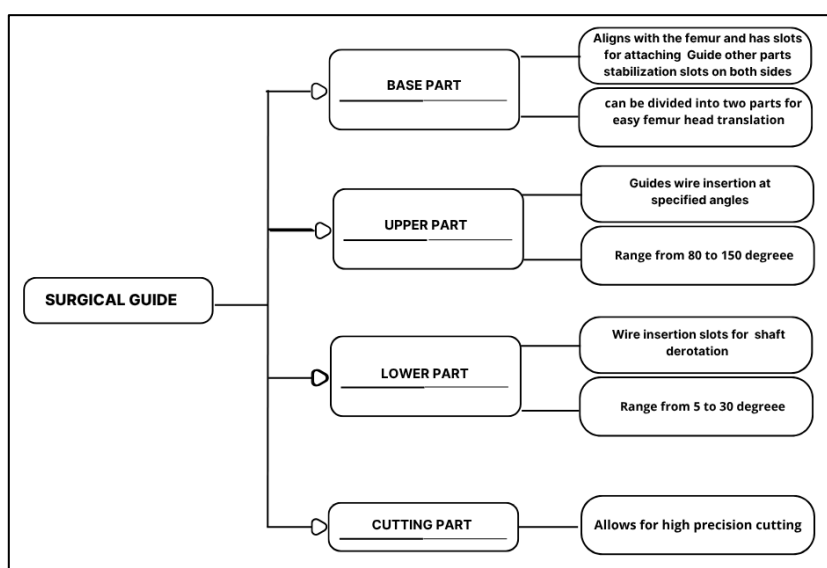 Aligns with the femur and has slots
for attaching Guide other parts
stabilization slots on both sides
BASE PART
can be divided into two parts for
easy femur head translation
Guides wire insertion at
specified angles
UPPER PART
Range from 80 to 150 degreee
SURGICAL GUIDE
Wire insertion slots for shaft
derotation
LOWER PART
Range from 5 to 30 degreee
CUTTING PART
Allows for high precision cutting